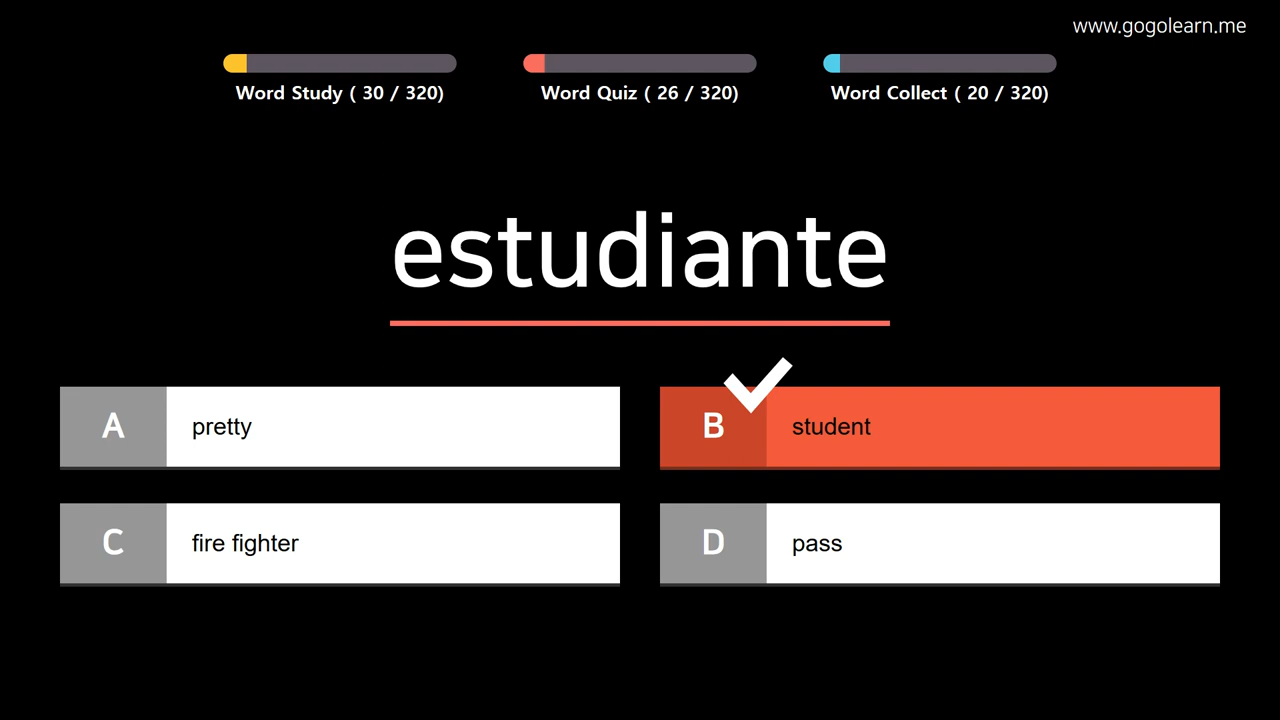 www.gogolearn.me
Word Study ( 30 / 320)
Word Quiz ( 26 / 320)
Word Collect ( 20 / 320)
estudiante
A pretty
B student
C fire fighter
D pass